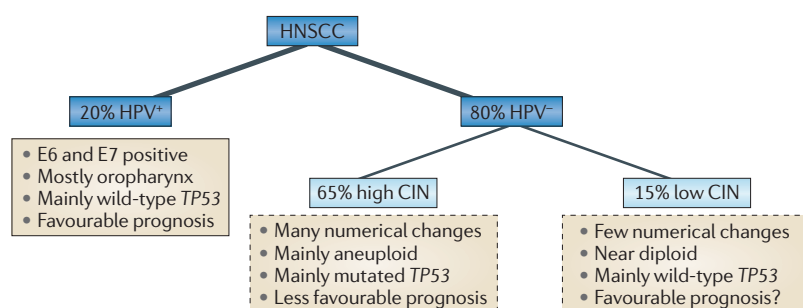 HNSCC
20% HPV⁺
80% HPV⁻
• E6 and E7 positive
• Mostly oropharynx
• Mainly wild-type TP53
• Favourable prognosis
65% high CIN
15% low CIN
• Many numerical changes
• Mainly aneuploid
• Mainly mutated TP53
• Less favourable prognosis
• Few numerical changes
• Near diploid
• Mainly wild-type TP53
• Favourable prognosis?